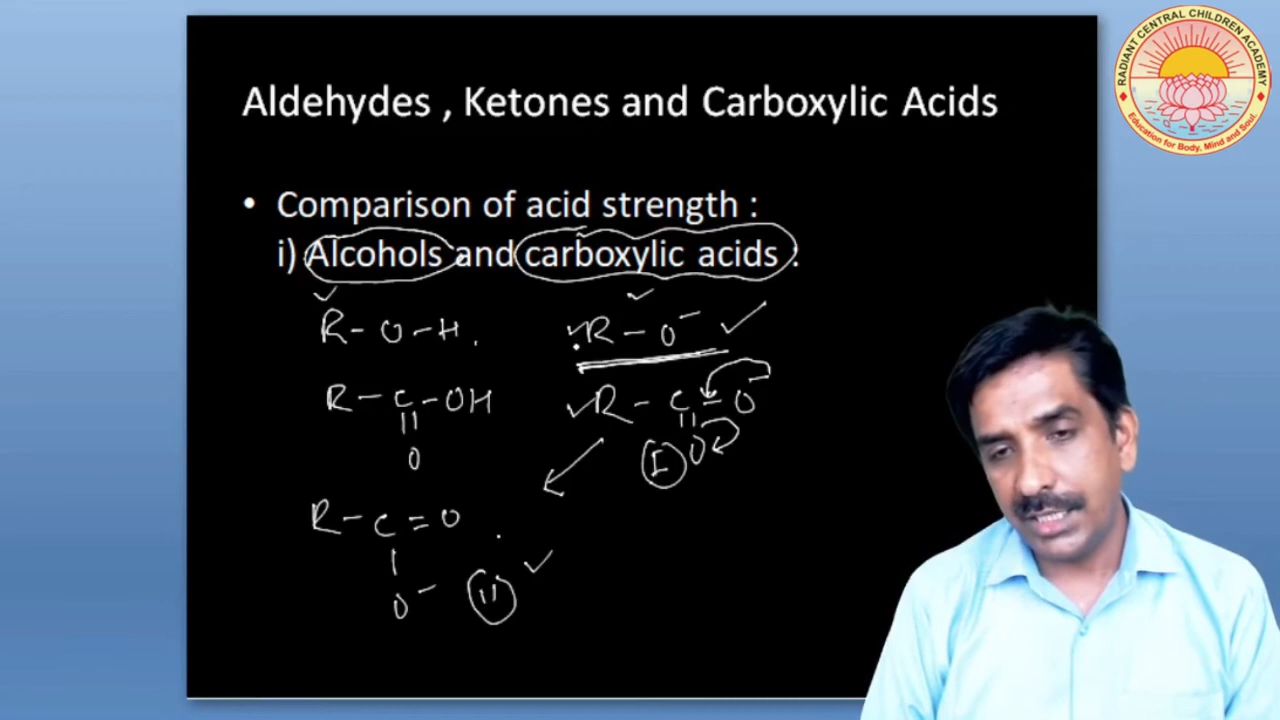 RADIANT CENTRAL CHILDREN ACADEMY
Education for Body, Mind and Soul.
Aldehydes , Ketones and Carboxylic Acids
• Comparison of acid strength :
i) Alcohols and carboxylic acids :
R - O - H .
R - O⁻
R - C - OH
||
O
R - C = O
||
O
I
R - C = O
|
O⁻
II